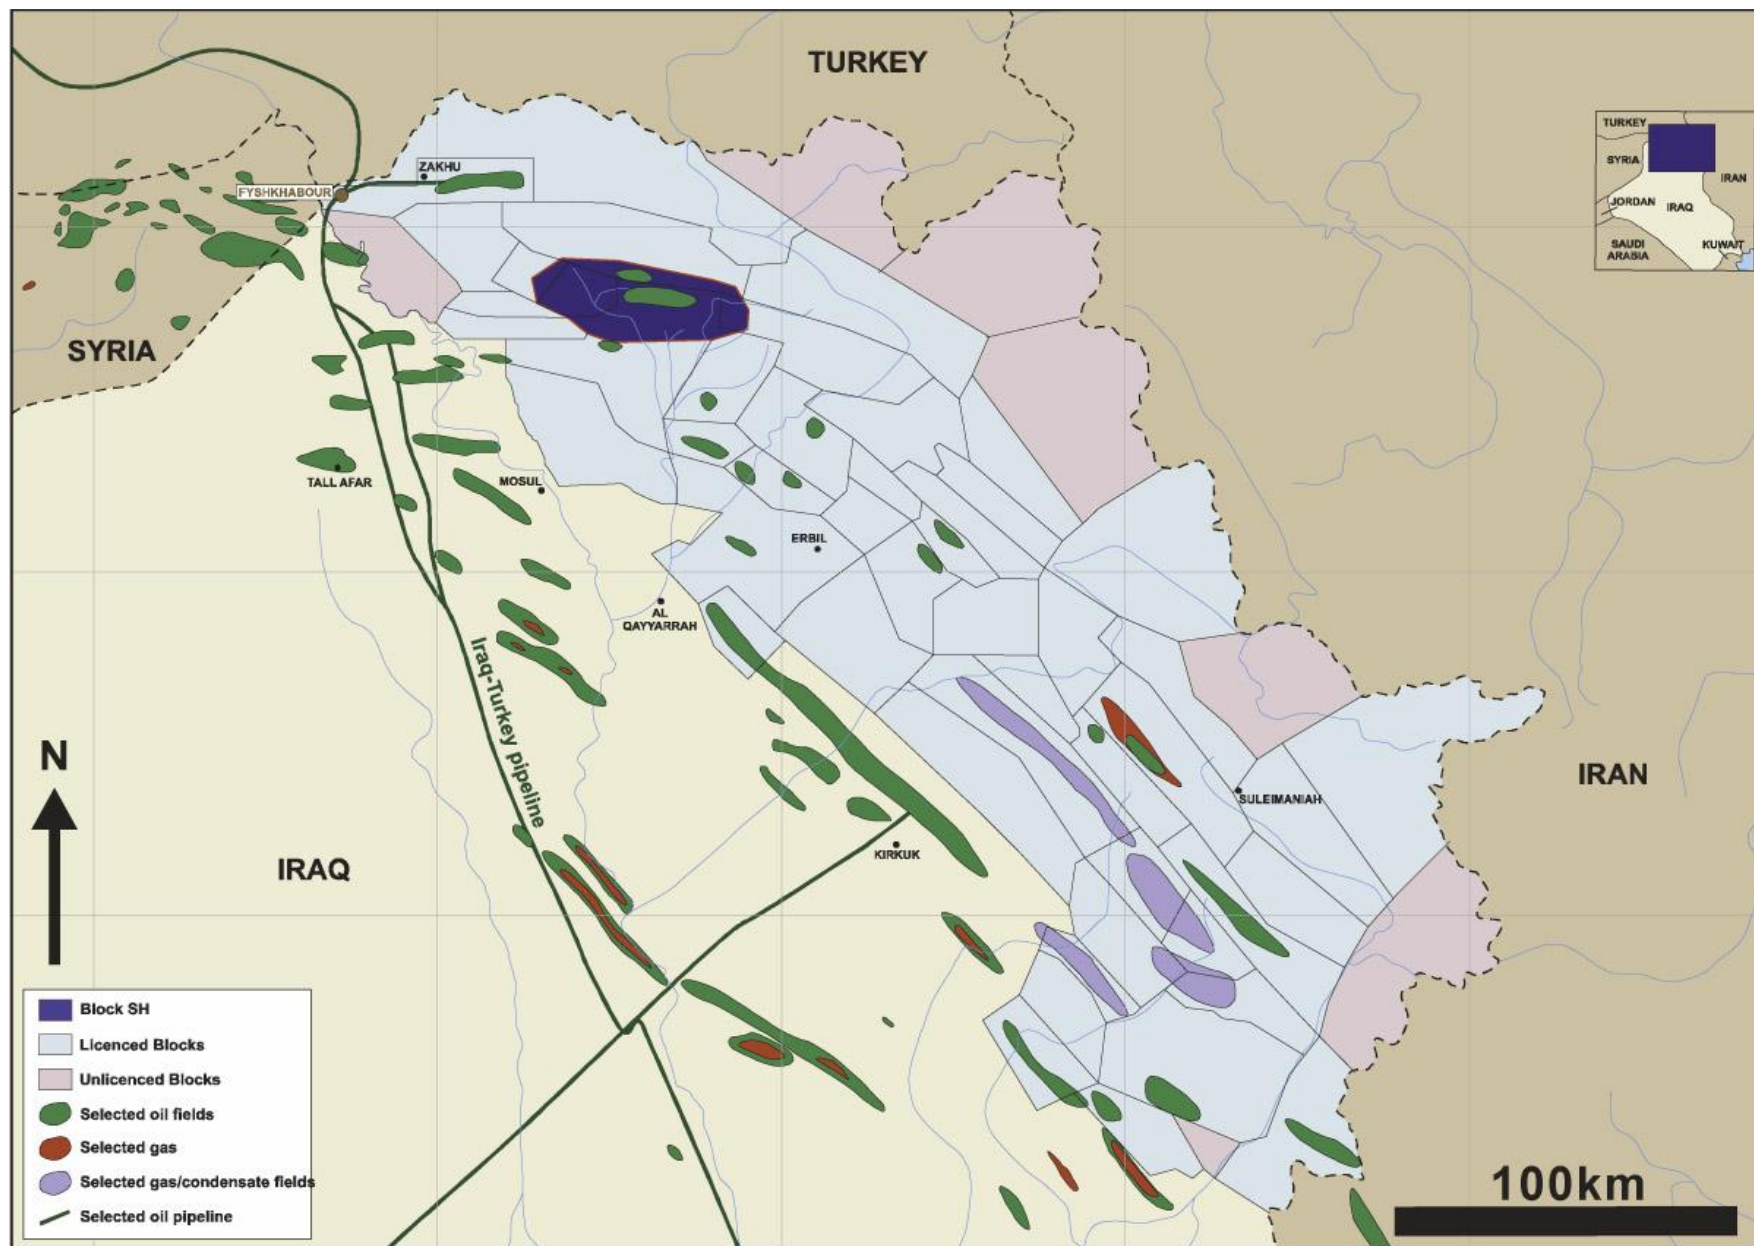 TURKEY
ZAKHU
FYSHKHABOUR
SYRIA
TALL AFAR
MOSUL
ERBIL
AL
QAYYARRAH
Iraq-Turkey pipeline
SULEIMANIAH
KIRKUK
IRAQ
IRAN
N
TURKEY
SYRIA
IRAN
JORDAN
IRAQ
SAUDI
ARABIA
KUWAIT
Block SH
Licenced Blocks
Unlicenced Blocks
Selected oil fields
Selected gas
Selected gas/condensate fields
Selected oil pipeline
100km